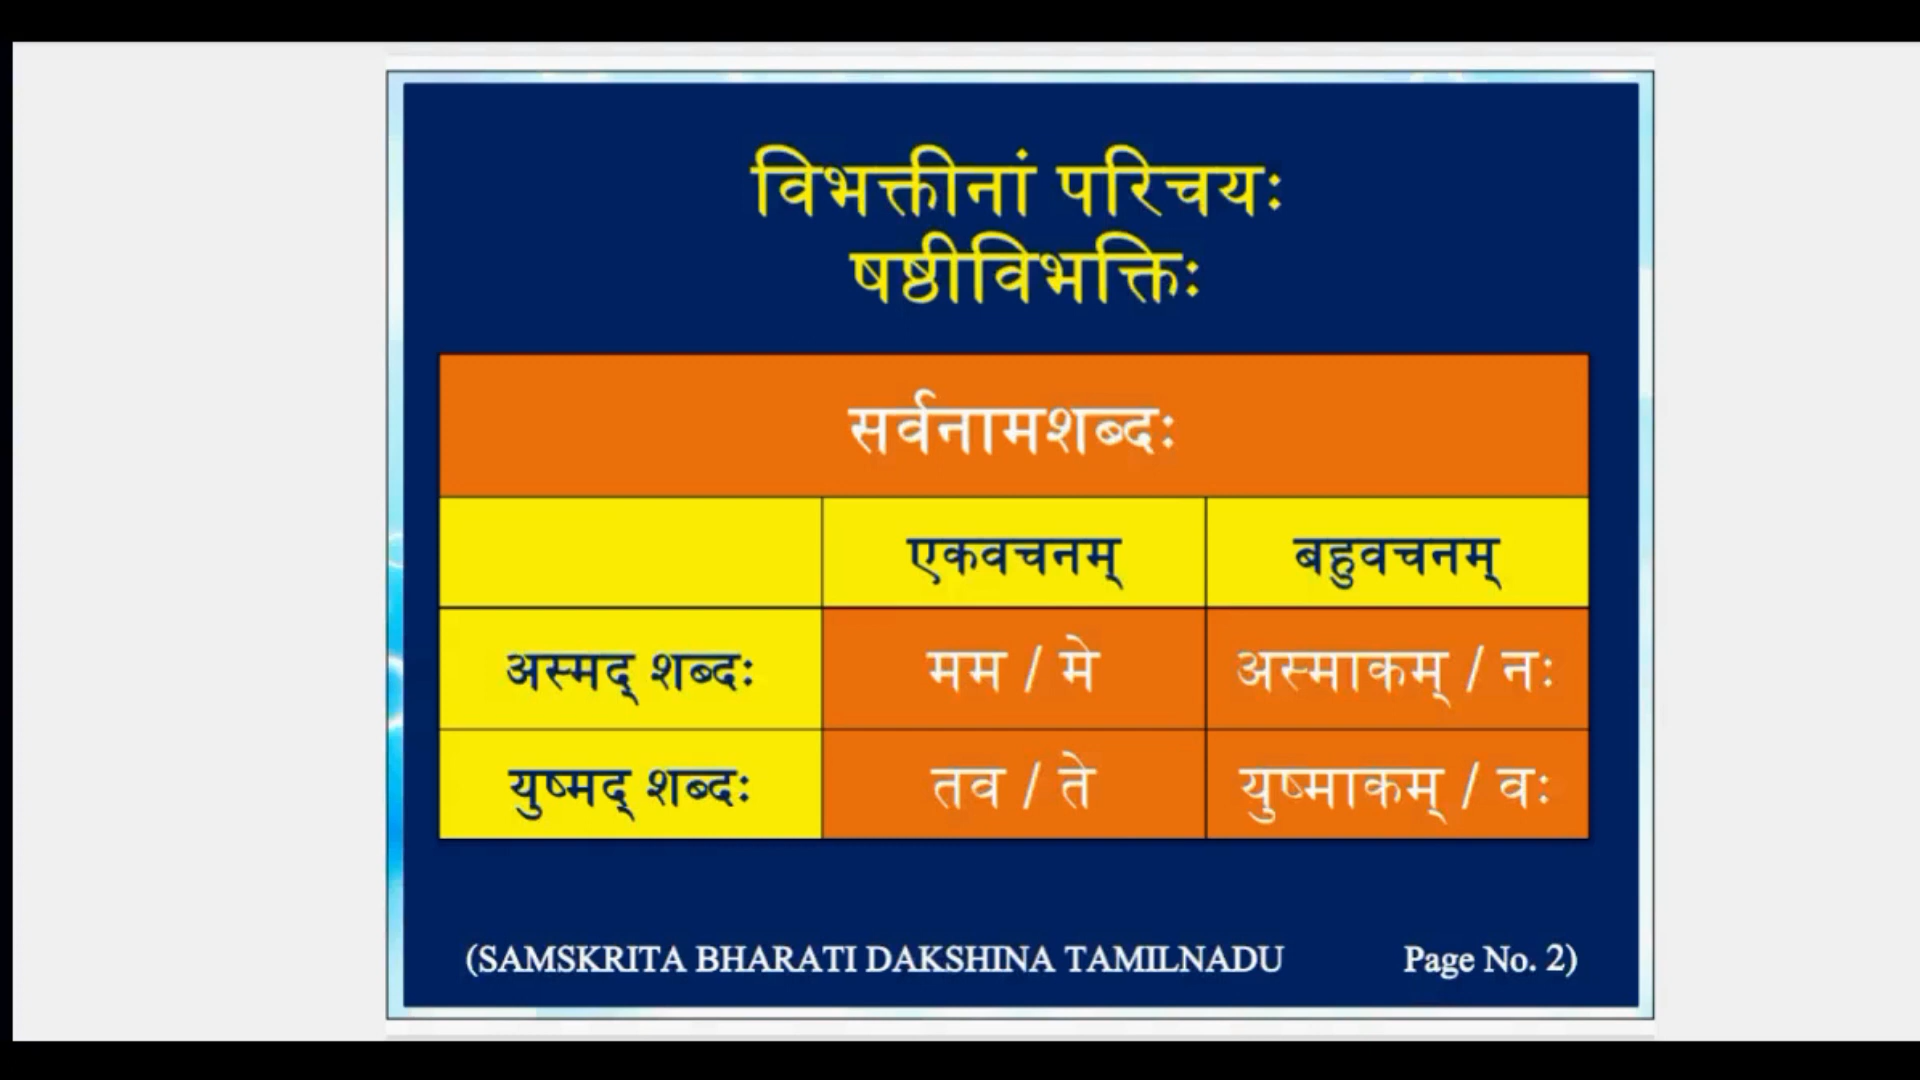 विभक्तीनां परिचयः
षष्ठीविभक्तिः
सर्वनामशब्दः
एकवचनम् बहुवचनम्
अस्मद् शब्दः मम / मे अस्माकम् / नः
युष्मद् शब्दः तव / ते युष्माकम् / वः
(SAMSKRITA BHARATI DAKSHINA TAMILNADU Page No. 2)